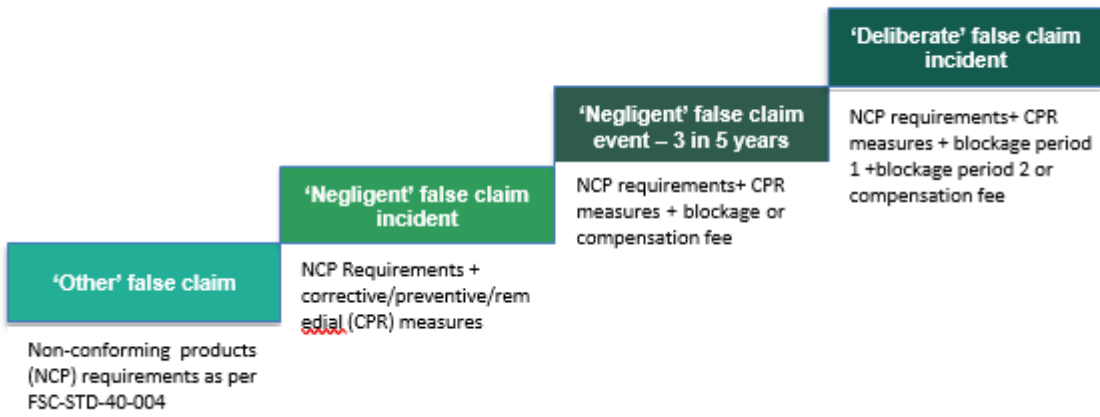 ‘Other’ false claim
Non-conforming products
(NCP) requirements as per
FSC-STD-40-004
‘Negligent’ false claim
incident
NCP Requirements +
corrective/preventive/rem
edial (CPR) measures
‘Negligent’ false claim
event – 3 in 5 years
NCP requirements+ CPR
measures + blockage or
compensation fee
‘Deliberate’ false claim
incident
NCP requirements+ CPR
measures + blockage period
1 +blockage period 2 or
compensation fee